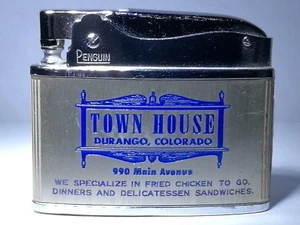 PENGUIN
TOWN HOUSE
DURANGO, COLORADO
990 Main Avenue
WE SPECIALIZE IN FRIED CHICKEN TO GO,
DINNERS AND DELICATESSEN SANDWICHES.